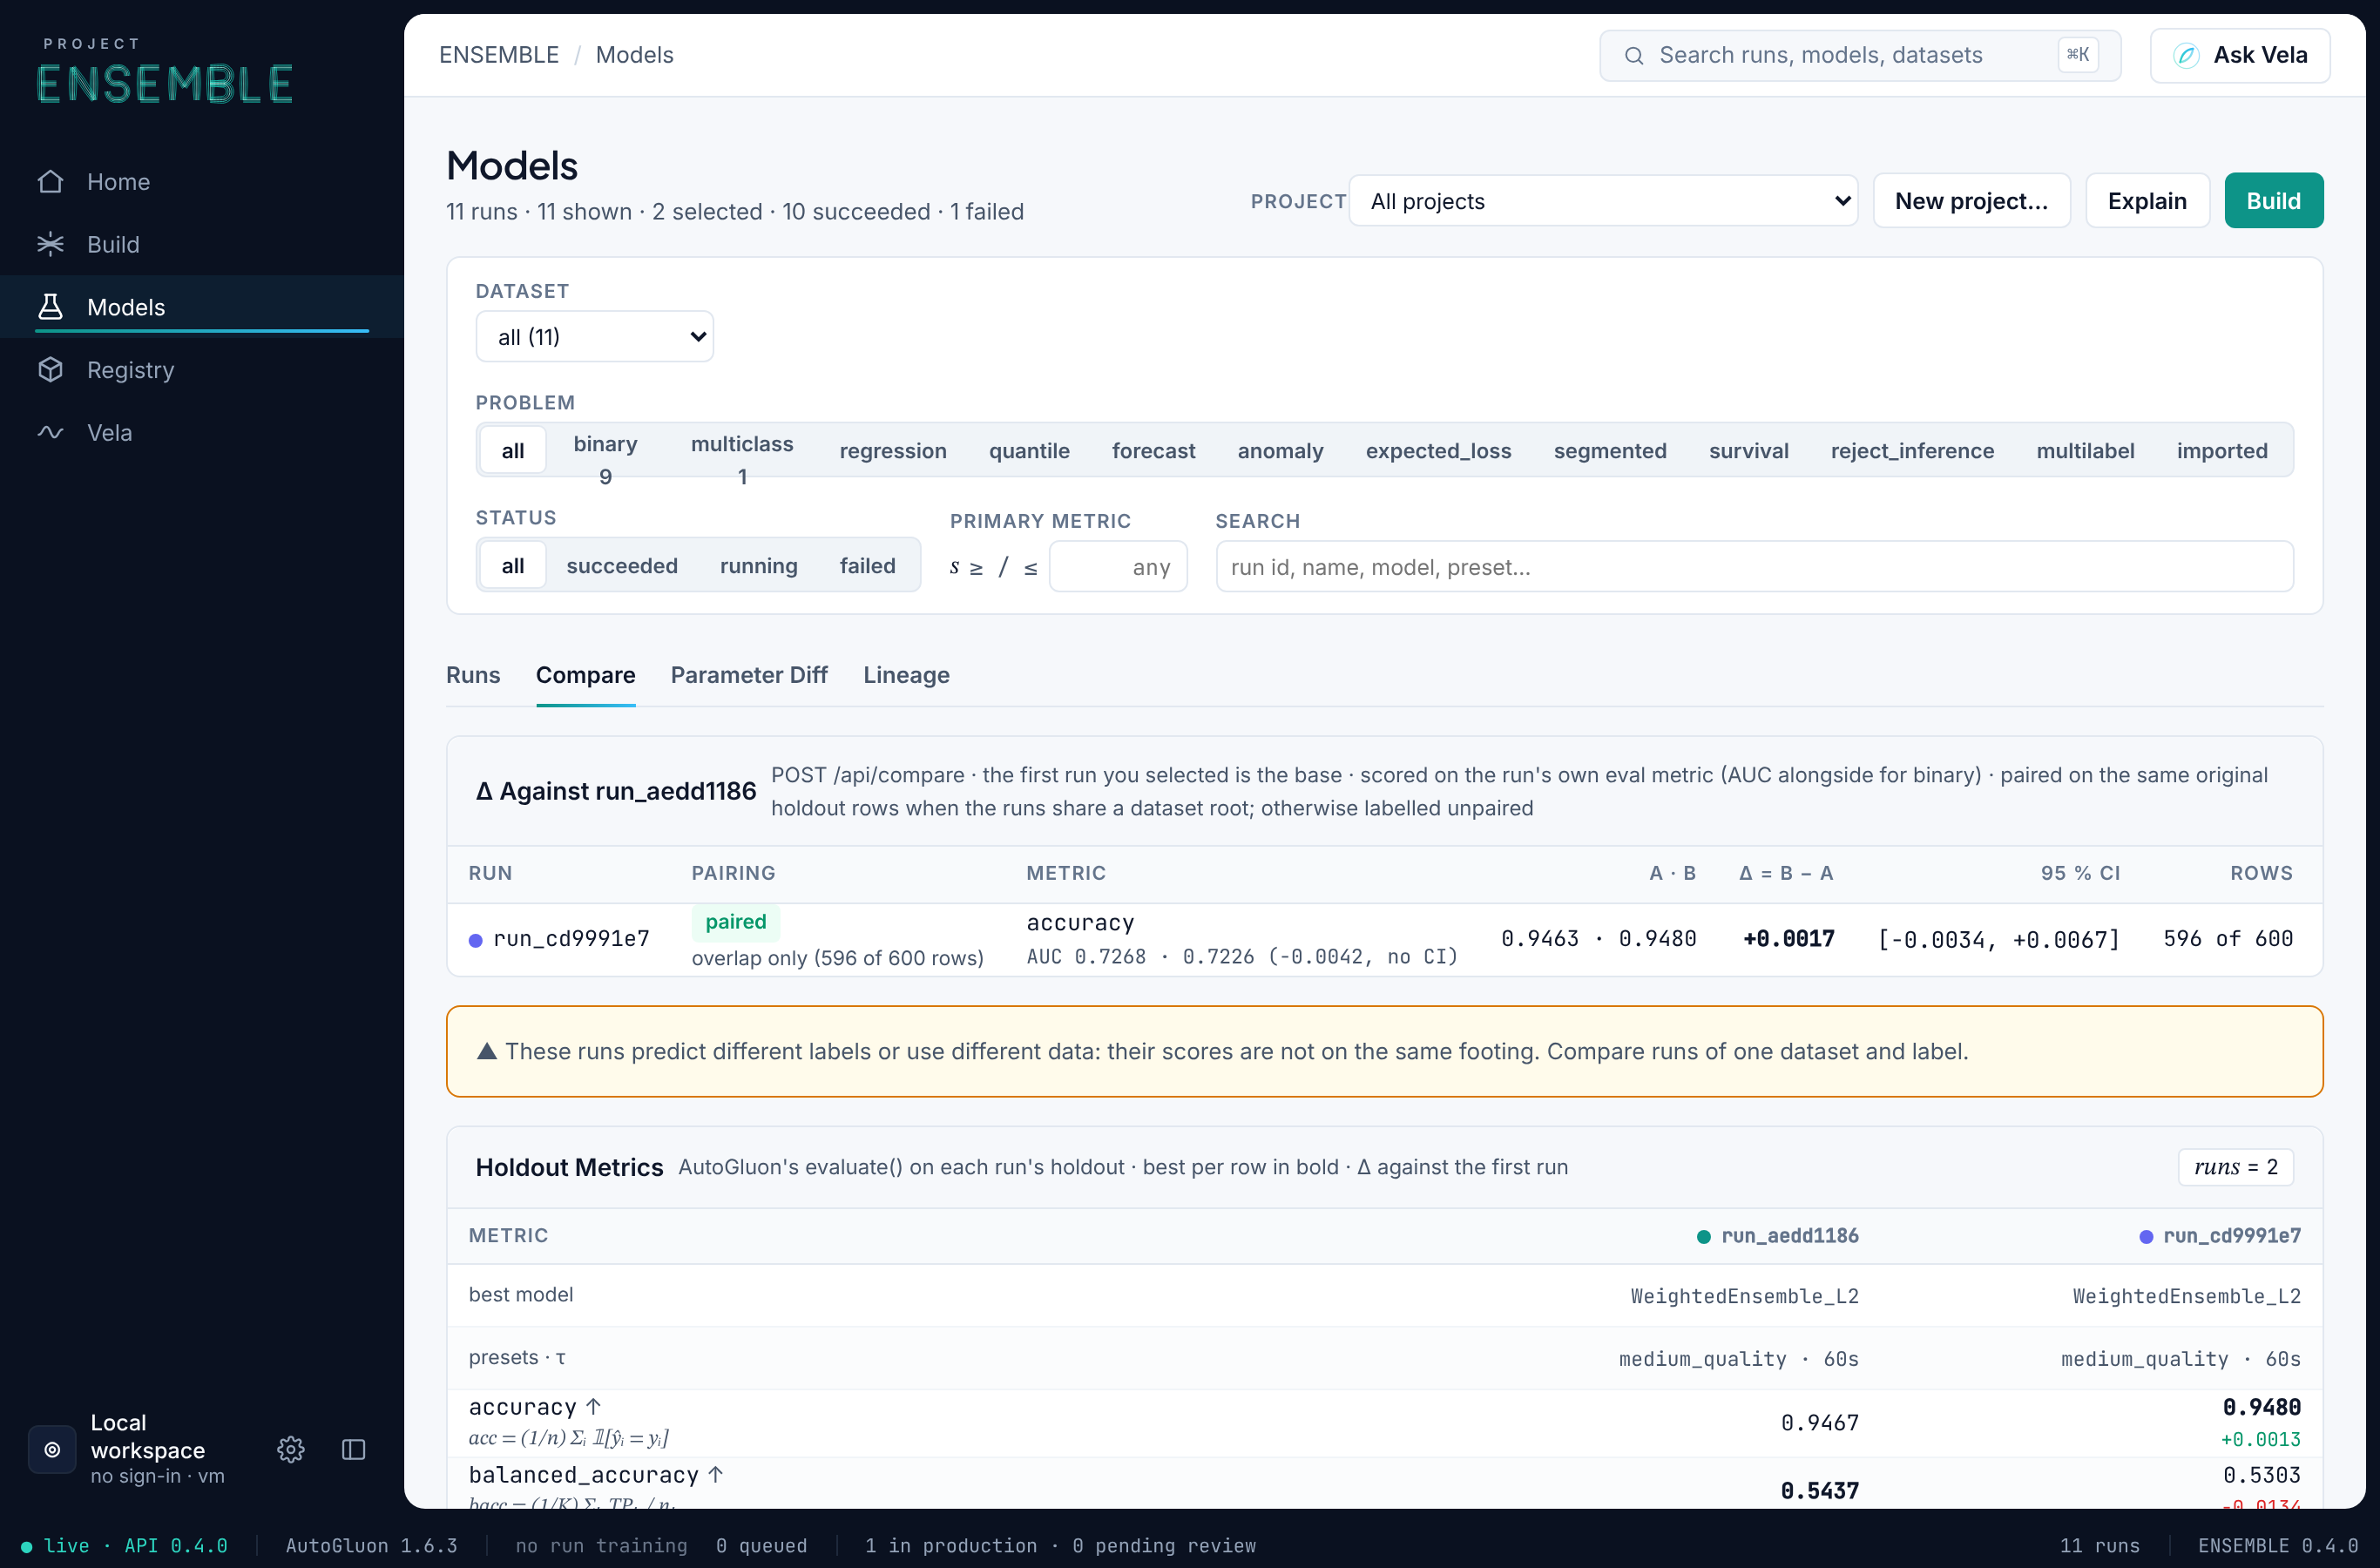 PROJECT
ENSEMBLE
Home
Build
Models
Registry
Vela
Local
workspace
no sign-in · vm
ENSEMBLE / Models
Search runs, models, datasets
⌘K
Ask Vela
Models
11 runs · 11 shown · 2 selected · 10 succeeded · 1 failed
PROJECT
All projects
New project...
Explain
Build
DATASET
all (11)
PROBLEM
all
binary
9
multiclass
1
regression
quantile
forecast
anomaly
expected_loss
segmented
survival
reject_inference
multilabel
imported
STATUS
all
succeeded
running
failed
PRIMARY METRIC
s ≥ / ≤
any
SEARCH
run id, name, model, preset...
Runs
Compare
Parameter Diff
Lineage
Δ Against run_aedd1186
POST /api/compare · the first run you selected is the base · scored on the run's own eval metric (AUC alongside for binary) · paired on the same original
holdout rows when the runs share a dataset root; otherwise labelled unpaired
RUN PAIRING METRIC A · B Δ = B − A 95 % CI ROWS
run_cd9991e7
paired
overlap only (596 of 600 rows)
accuracy
AUC 0.7268 · 0.7226 (-0.0042, no CI)
0.9463 · 0.9480
+0.0017
[-0.0034, +0.0067]
596 of 600
▲ These runs predict different labels or use different data: their scores are not on the same footing. Compare runs of one dataset and label.
Holdout Metrics AutoGluon's evaluate() on each run's holdout · best per row in bold · Δ against the first run
runs = 2
METRIC run_aedd1186 run_cd9991e7
best model WeightedEnsemble_L2 WeightedEnsemble_L2
presets · τ medium_quality · 60s medium_quality · 60s
accuracy ↑
acc = (1/n) Σᵢ 𝟙[ŷᵢ = yᵢ]
0.9467
0.9480
+0.0013
balanced_accuracy ↑
0.5437
0.5303
-0.0134
live · API 0.4.0
AutoGluon 1.6.3
no run training
0 queued
1 in production · 0 pending review
11 runs
ENSEMBLE 0.4.0